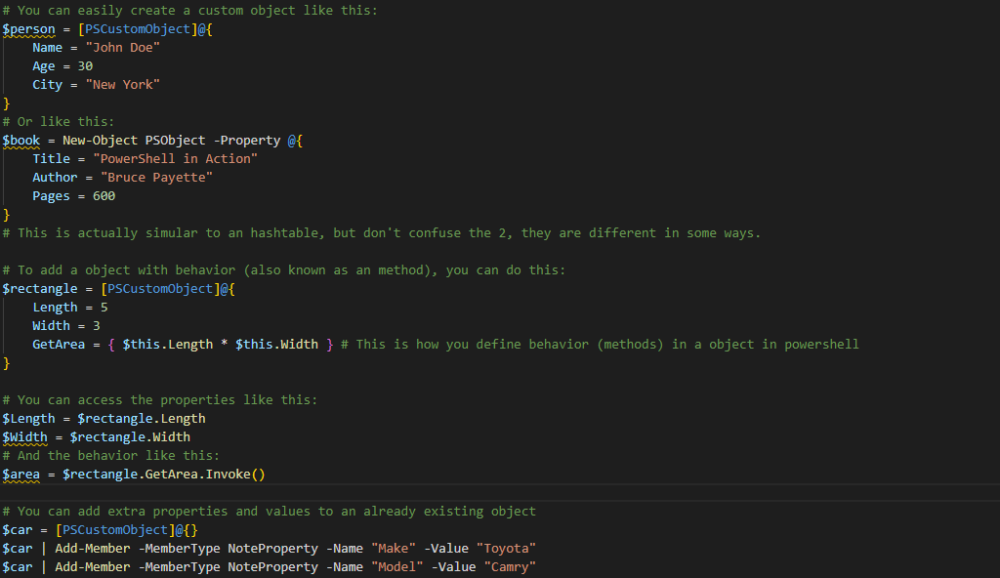 # You can easily create a custom object like this:
$person = [PSCustomObject]@{
    Name = "John Doe"
    Age = 30
    City = "New York"
}
# Or like this:
$book = New-Object PSObject -Property @{
    Title = "PowerShell in Action"
    Author = "Bruce Payette"
    Pages = 600
}
# This is actually simular to an hashtable, but don't confuse the 2, they are different in some ways.

# To add a object with behavior (also known as an method), you can do this:
$rectangle = [PSCustomObject]@{
    Length = 5
    Width = 3
    GetArea = { $this.Length * $this.Width } # This is how you define behavior (methods) in a object in powershell
}

# You can access the properties like this:
$Length = $rectangle.Length
$Width = $rectangle.Width
# And the behavior like this:
$area = $rectangle.GetArea.Invoke()

# You can add extra properties and values to an already existing object
$car = [PSCustomObject]@{}
$car | Add-Member -MemberType NoteProperty -Name "Make" -Value "Toyota"
$car | Add-Member -MemberType NoteProperty -Name "Model" -Value "Camry"